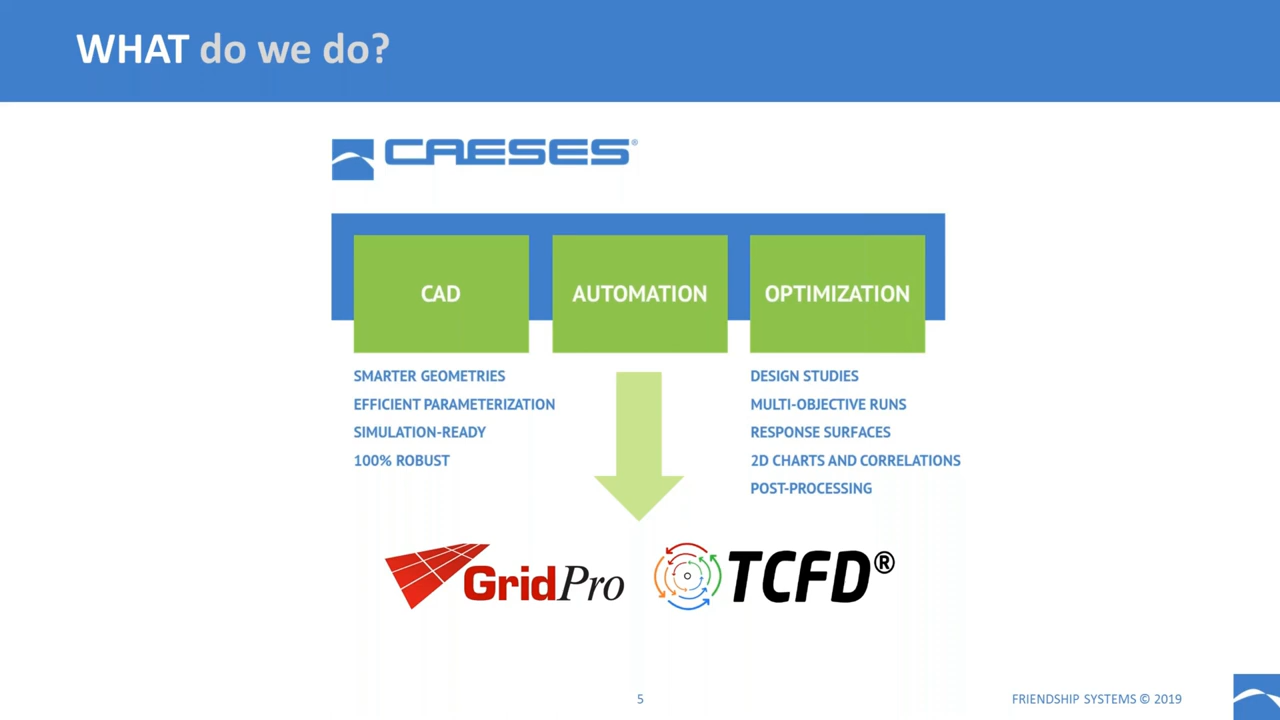 WHAT do we do?
CAESES®
CAD
AUTOMATION
OPTIMIZATION
SMARTER GEOMETRIES
EFFICIENT PARAMETERIZATION
SIMULATION-READY
100% ROBUST
DESIGN STUDIES
MULTI-OBJECTIVE RUNS
RESPONSE SURFACES
2D CHARTS AND CORRELATIONS
POST-PROCESSING
GridPro
TCFD®
5
FRIENDSHIP SYSTEMS © 2019